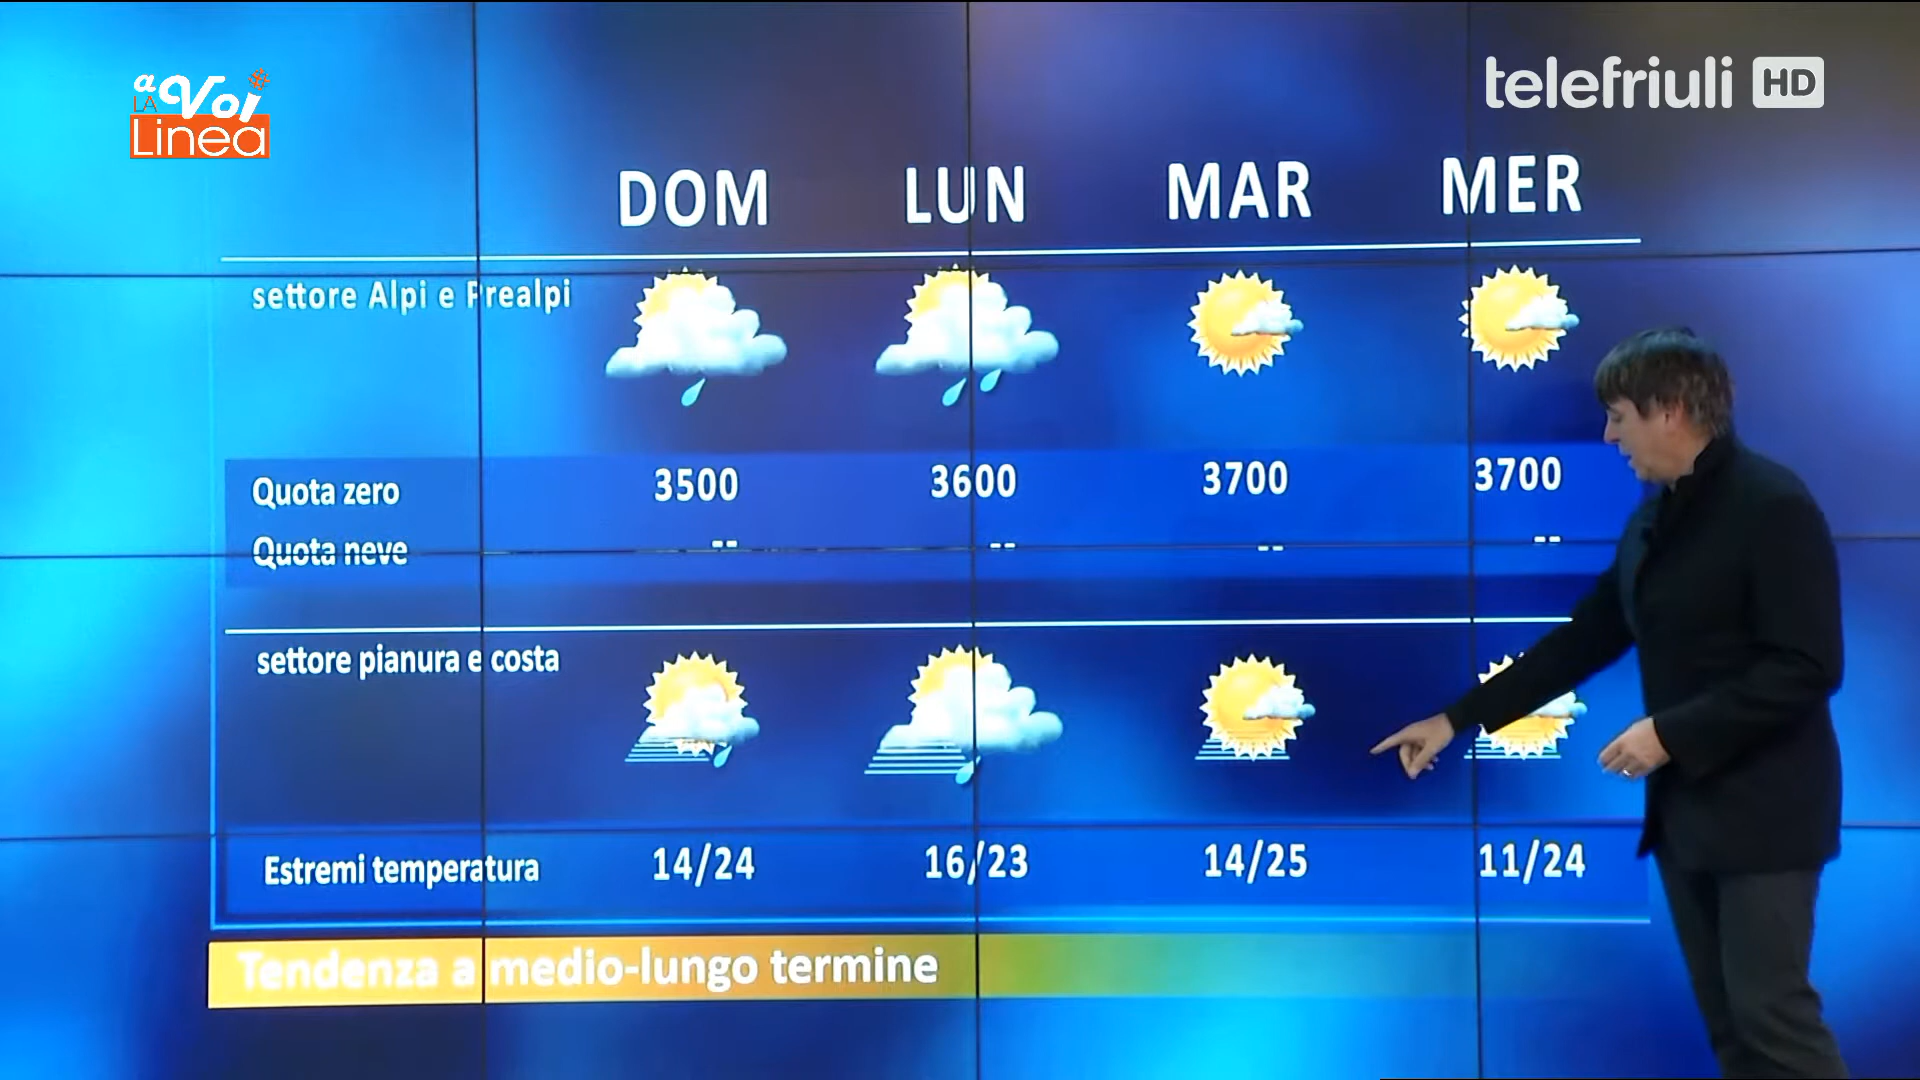 a
LA
Voi
Linea
telefriuli HD
DOM LUN MAR MER
settore Alpi e Prealpi
Quota zero 3500 3600 3700 3700
Quota neve -- -- -- --
settore pianura e costa
Estremi temperatura 14/24 16/23 14/25 11/24
Tendenza a medio-lungo termine